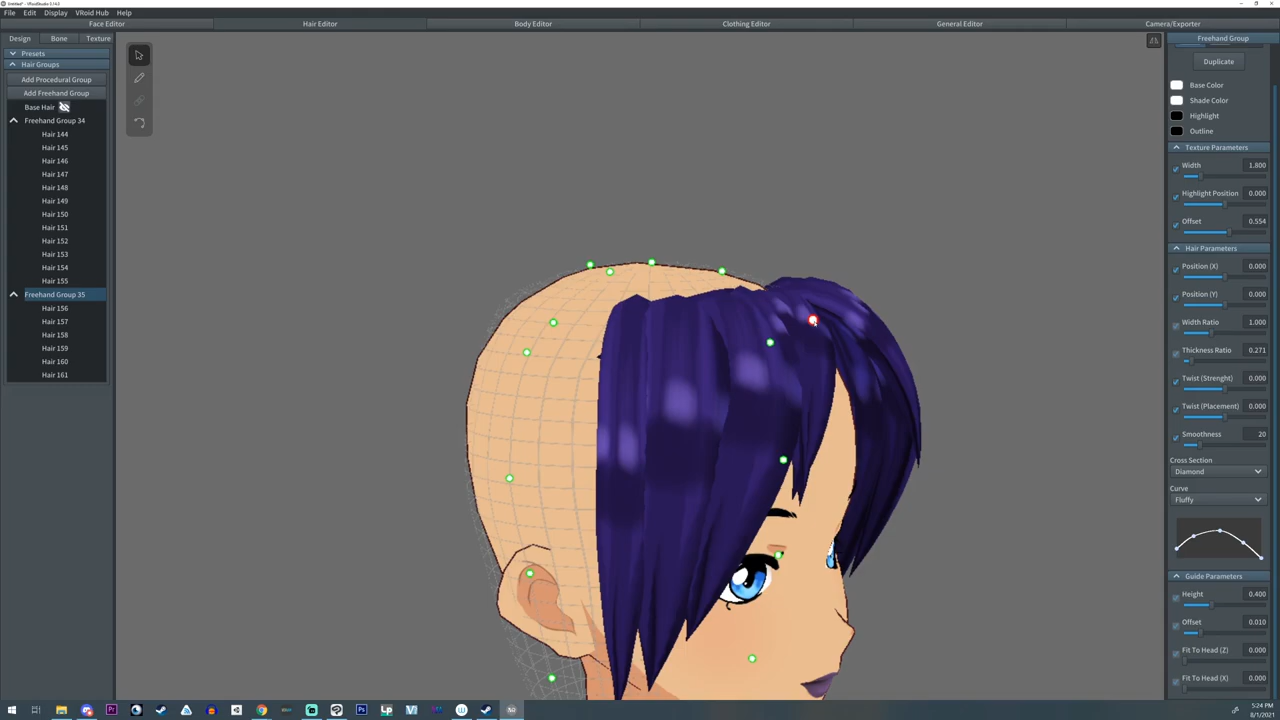 Untitled* - VRoidStudio 0.14.0
File Edit Display VRoid Hub Help
Face Editor Hair Editor Body Editor Clothing Editor General Editor Camera/Exporter
Design Bone Texture
Presets
Hair Groups
Add Procedural Group
Add Freehand Group
Base Hair
Freehand Group 34
Hair 144
Hair 145
Hair 146
Hair 147
Hair 148
Hair 149
Hair 150
Hair 151
Hair 152
Hair 153
Hair 154
Hair 155
Freehand Group 35
Hair 156
Hair 157
Hair 158
Hair 159
Hair 160
Hair 161
Freehand Group
Duplicate
Base Color
Shade Color
Highlight
Outline
Texture Parameters
Width 1.800
Highlight Position 0.000
Offset 0.554
Hair Parameters
Position (X) 0.000
Position (Y) 0.000
Width Ratio 1.000
Thickness Ratio 0.271
Twist (Strenght) 0.000
Twist (Placement) 0.000
Smoothness 20
Cross Section
Diamond
Curve
Fluffy
Guide Parameters
Height 0.400
Offset 0.010
Fit To Head (Z) 0.000
Fit To Head (X) 0.000
5:24 PM
8/1/2021